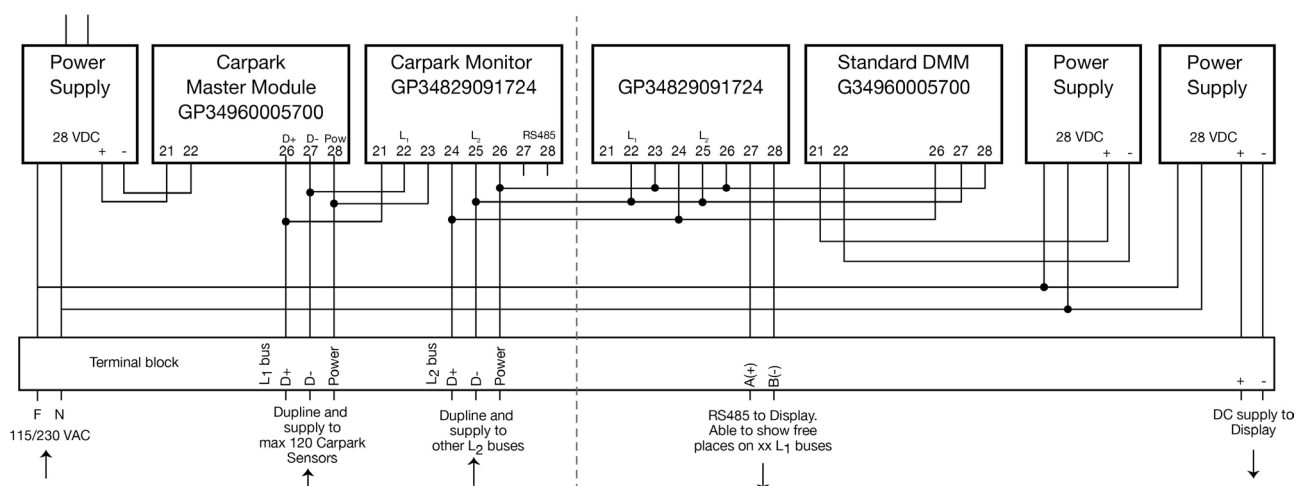 Power
Supply
28 VDC
+ -
Carpark
Master Module
GP34960005700
D+ D- Pow
21 22 26 27 28
Carpark Monitor
GP34829091724
L1 L2 RS485
21 22 23 24 25 26 27 28
GP34829091724
L1 L2
21 22 23 24 25 26 27 28
Standard DMM
G34960005700
21 22 26 27 28
Power
Supply
28 VDC
+ -
Power
Supply
28 VDC
+ -
Terminal block
L1 bus
D+
D-
Power
L2 bus
D+
D-
Power
A(+)
B(-)
+ -
F N
115/230 VAC
Dupline and
supply to
max 120 Carpark
Sensors
Dupline and
supply to
other L2 buses
RS485 to Display.
Able to show free
places on xx L1 buses
DC supply to
Display